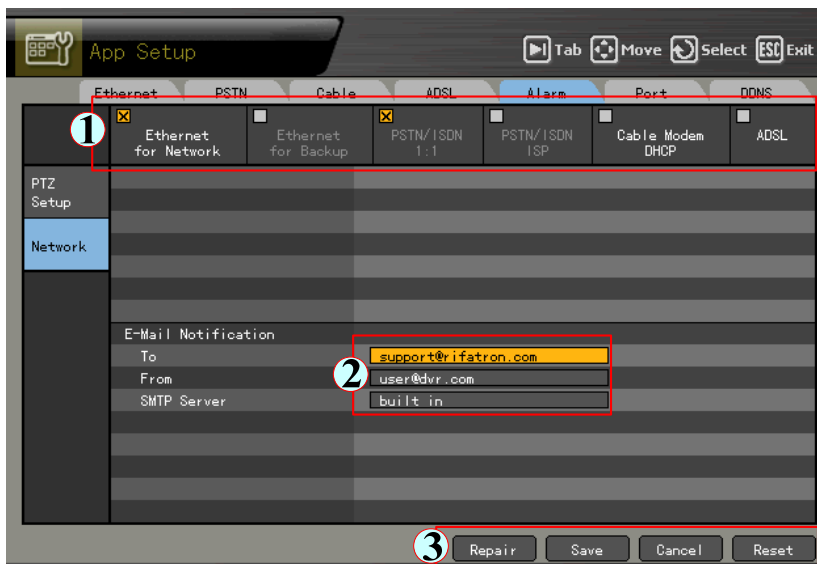 App Setup Tab Move Select ESC Exit
Ethernet PSTN Cable ADSL Alarm Port DDNS
1
Ethernet for Network
Ethernet for Backup
PSTN/ISDN 1:1
PSTN/ISDN ISP
Cable Modem DHCP
ADSL
PTZ
Setup
Network
E-Mail Notification
To support@rifatron.com
2
From user@dvr.com
SMTP Server built in
3
Repair Save Cancel Reset